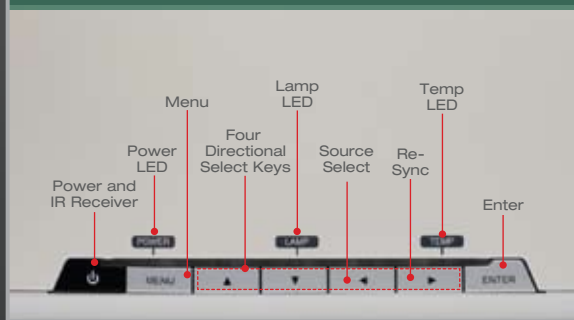 Lamp
LED
Temp
LED
Menu
Four
Directional
Select Keys
Power
LED
Source
Select
Re-
Sync
Power and
IR Receiver
Enter
POWER
LAMP
TEMP
MENU
ENTER